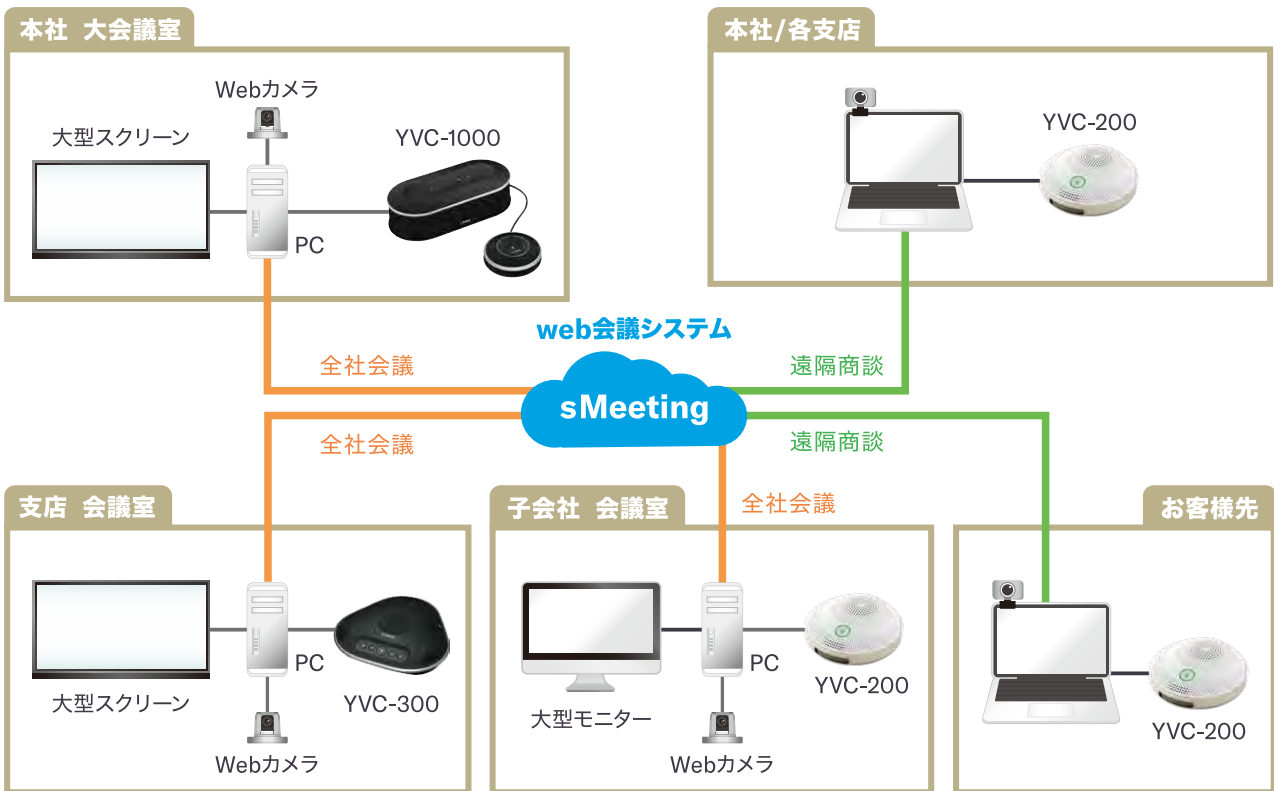 本社 大会議室
Webカメラ
大型スクリーン
YVC-1000
PC
本社/各支店
YVC-200
web会議システム
全社会議
遠隔商談
sMeeting
全社会議
遠隔商談
支店 会議室
大型スクリーン
PC
YVC-300
Webカメラ
子会社 会議室
全社会議
大型モニター
PC
YVC-200
Webカメラ
お客様先
YVC-200